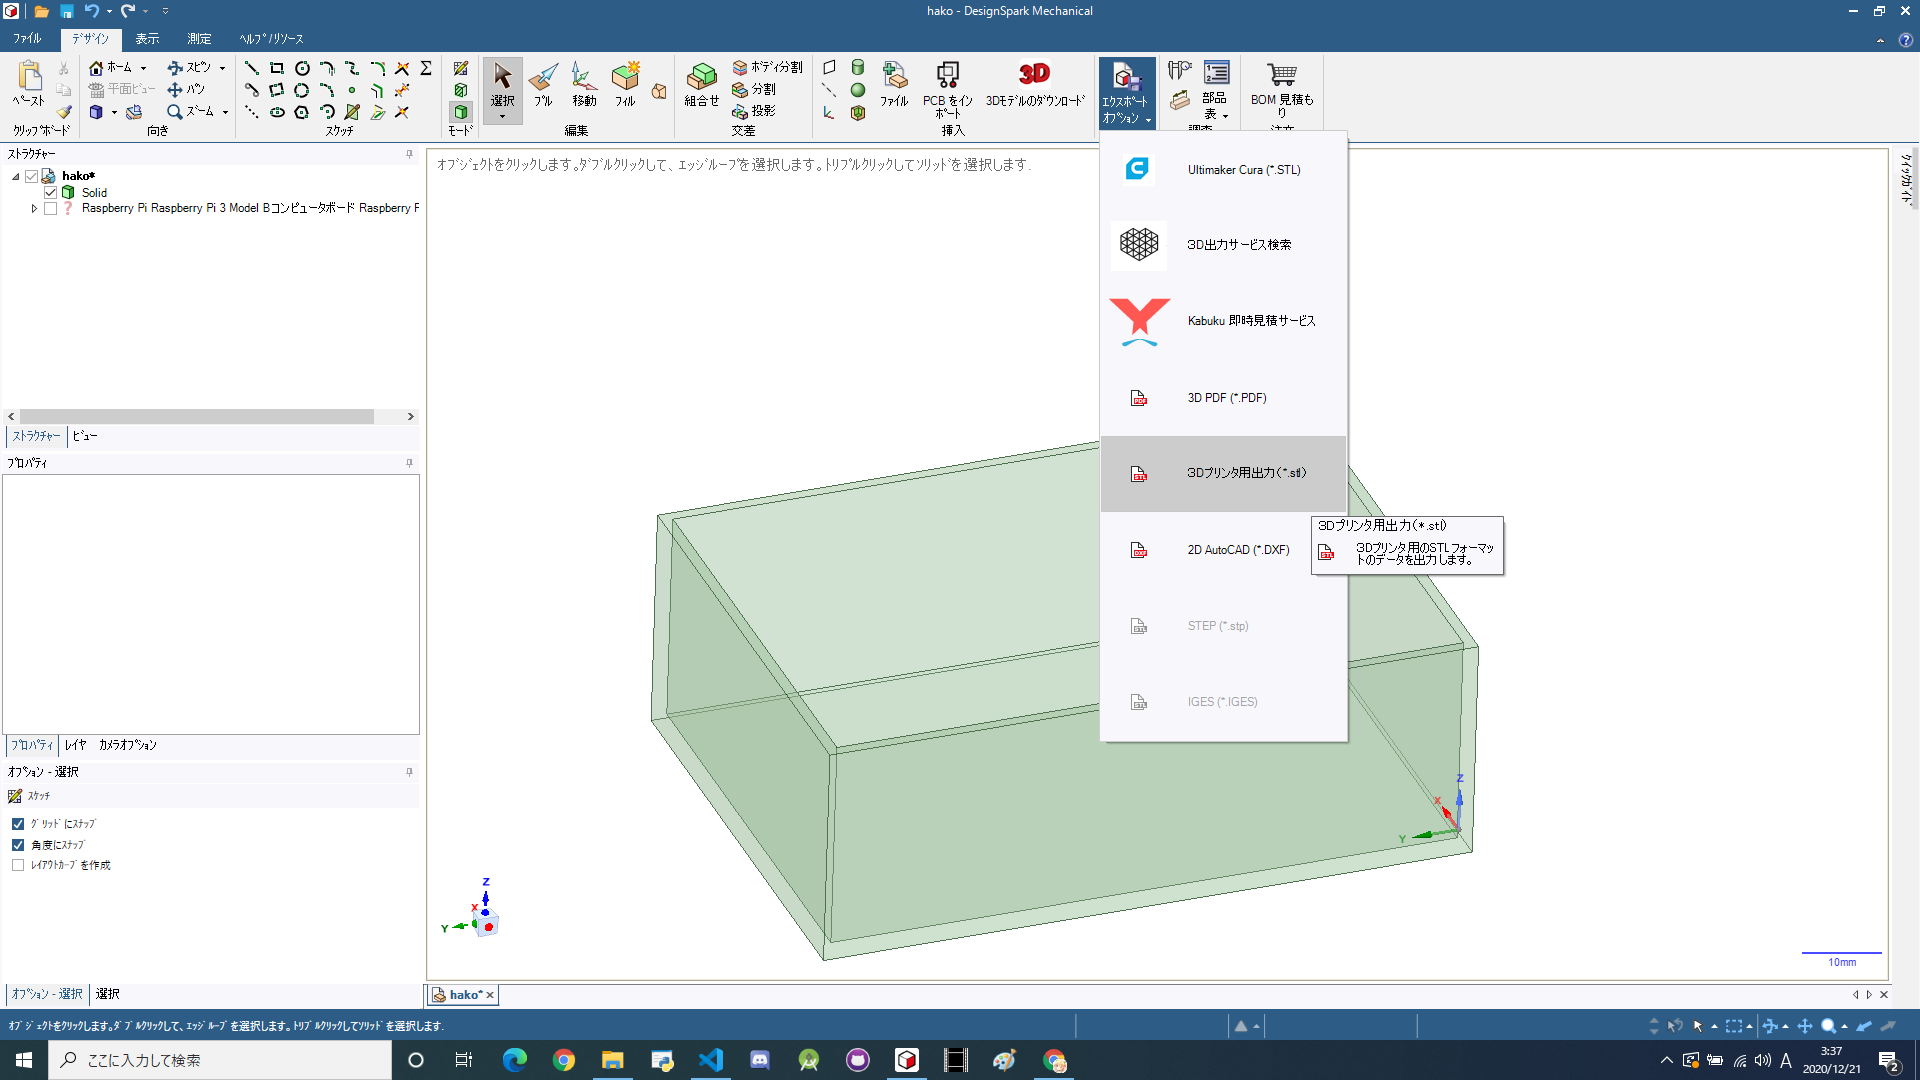 hako - DesignSpark Mechanical
ファイル デザイン 表示 測定 ヘルプ/リソース
ペースト
クリップボード
ホーム
平面ビュー
スピン
パン
ズーム
向き
スケッチ
モード
選択
プル
移動
フィル
編集
組合せ
ボディ分割
分割
投影
交差
ファイル
PCB をイン
ポート
3D
3Dモデルのダウンロード
挿入
エクスポート
オプション
部品
表
調査
BOM 見積も
り
注文
ストラクチャー
hako*
Solid
Raspberry Pi Raspberry Pi 3 Model Bコンピュータボード Raspberry P
ストラクチャー ビュー
プロパティ
プロパティ レイヤ カメラオプション
オプション - 選択
スケッチ
グリッドにスナップ
角度にスナップ
レイアウトカーブを作成
オプション - 選択 選択
オブジェクトをクリックします。ダブルクリックして、エッジループを選択します。トリプルクリックしてソリッドを選択します.
Ultimaker Cura (*.STL)
3D出力サービス検索
Kabuku 即時見積サービス
PDF
3D PDF (*.PDF)
STL
3Dプリンタ用出力(*.stl)
DXF
2D AutoCAD (*.DXF)
STL
STEP (*.stp)
STL
IGES (*.IGES)
3Dプリンタ用出力(*.stl)
STL
3Dプリンタ用のSTLフォーマッ
トのデータを出力します。
クイックガイド
Z
X
Y
Z
X
Y
10mm
hako*
オブジェクトをクリックします。ダブルクリックして、エッジループを選択します。トリプルクリックしてソリッドを選択します.
ここに入力して検索
A
3:37
2020/12/21
2